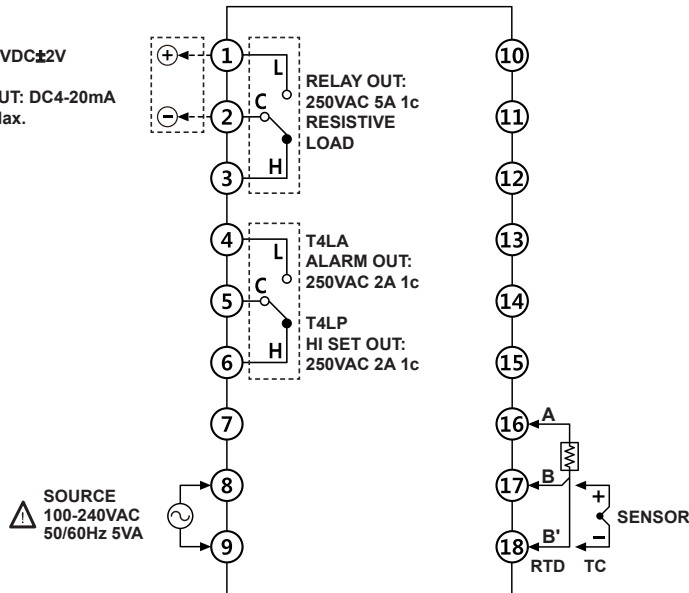 VDC±2V
UT: DC4-20mA
ax.
+
−
1
2
3
L
C
H
RELAY OUT:
250VAC 5A 1c
RESISTIVE
LOAD
4
5
6
L
C
H
T4LA
ALARM OUT:
250VAC 2A 1c
T4LP
HI SET OUT:
250VAC 2A 1c
7
8
9
!
SOURCE
100-240VAC
50/60Hz 5VA
10
11
12
13
14
15
16
17
18
A
B
B'
+
−
SENSOR
RTD TC